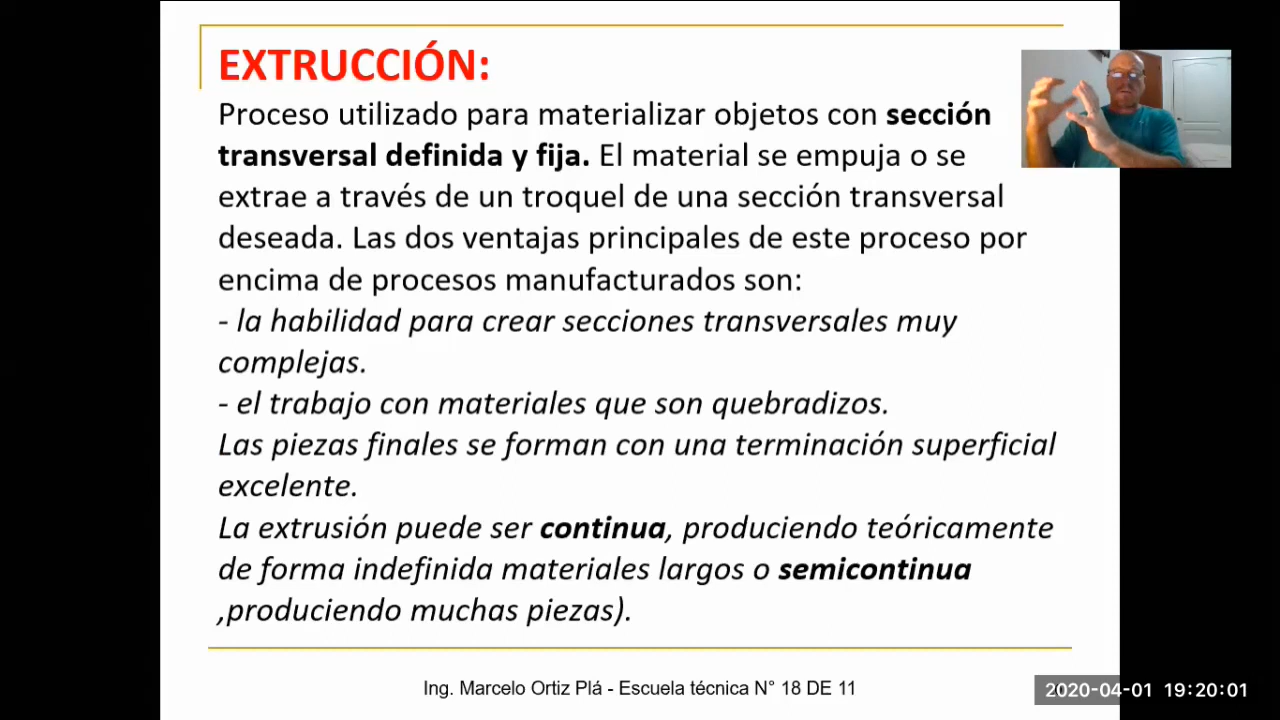 EXTRUCCIÓN:
Proceso utilizado para materializar objetos con sección
transversal definida y fija. El material se empuja o se
extrae a través de un troquel de una sección transversal
deseada. Las dos ventajas principales de este proceso por
encima de procesos manufacturados son:
- la habilidad para crear secciones transversales muy
complejas.
- el trabajo con materiales que son quebradizos.
Las piezas finales se forman con una terminación superficial
excelente.
La extrusión puede ser continua, produciendo teóricamente
de forma indefinida materiales largos o semicontinua
,produciendo muchas piezas).
Ing. Marcelo Ortiz Plá - Escuela técnica N° 18 DE 11
2020-04-01 19:20:01